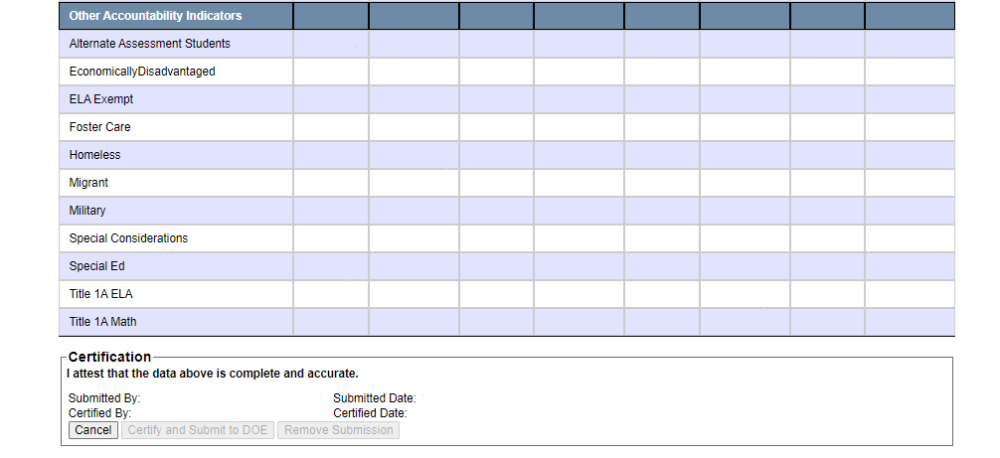 Other Accountability Indicators
Alternate Assessment Students
EconomicallyDisadvantaged
ELA Exempt
Foster Care
Homeless
Migrant
Military
Special Considerations
Special Ed
Title 1A ELA
Title 1A Math
Certification
I attest that the data above is complete and accurate.
Submitted By: Submitted Date:
Certified By: Certified Date:
Cancel Certify and Submit to DOE Remove Submission